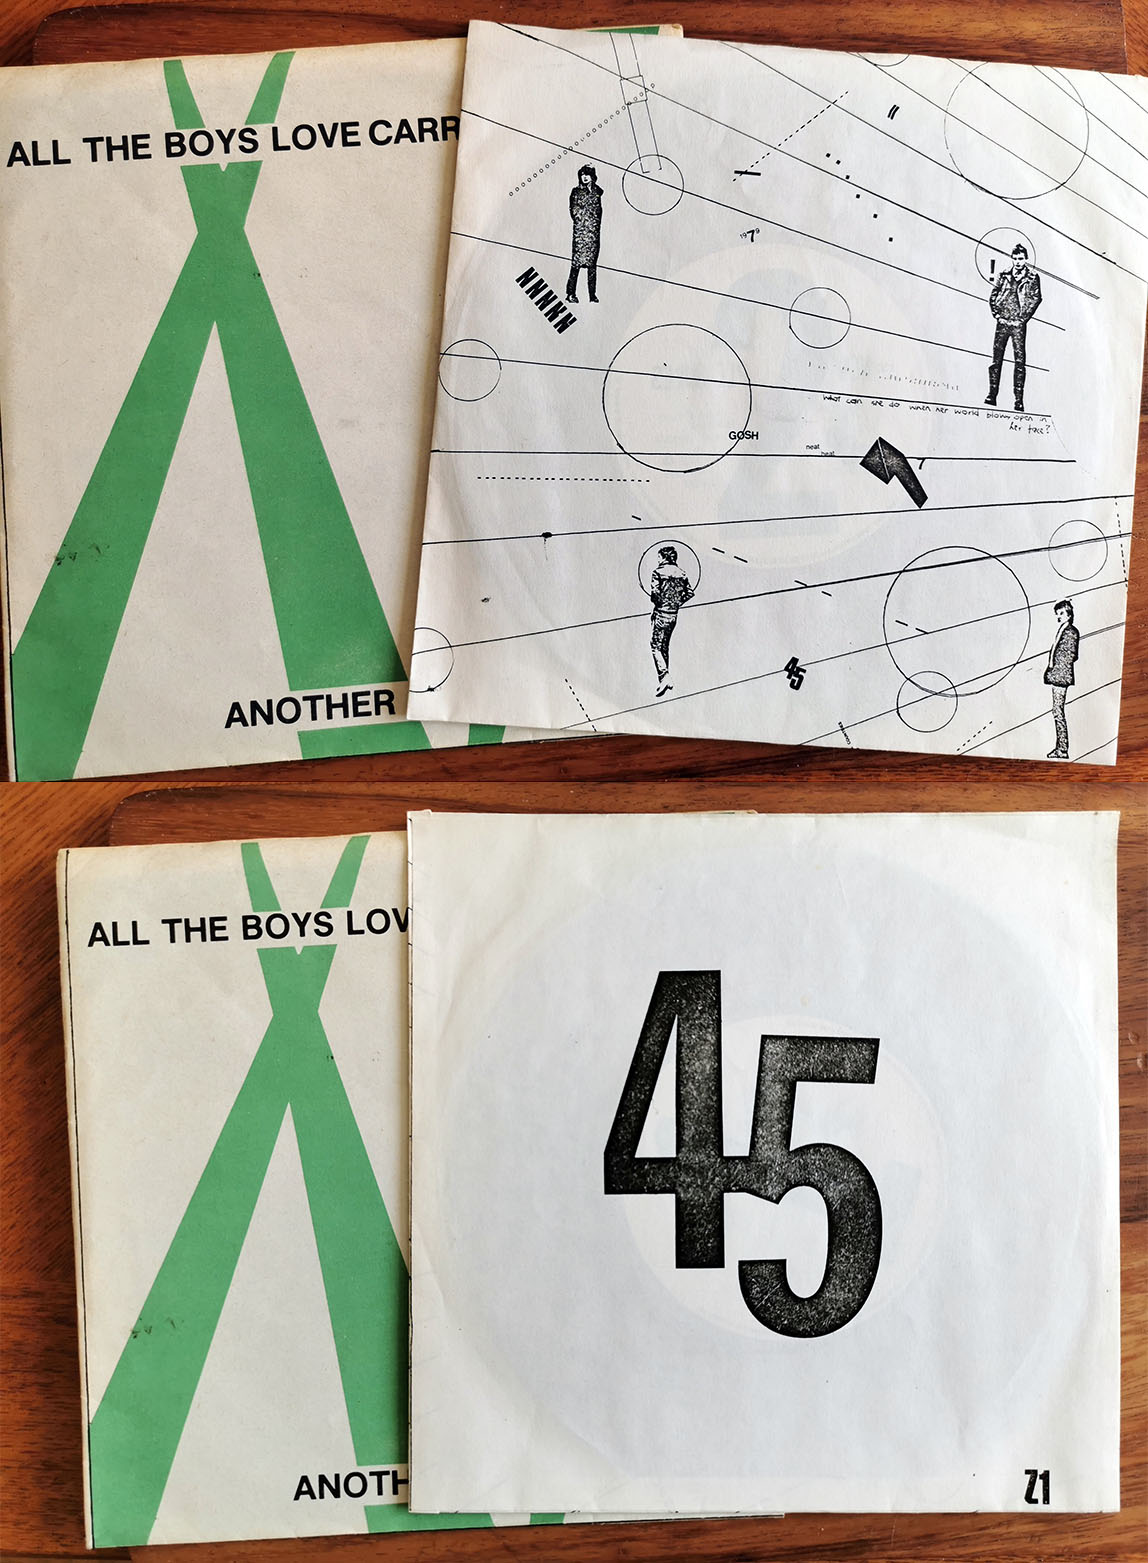 ALL THE BOYS LOVE CARR
ANOTHER
NNNNN
1979
!
What can she do when her world blows open in
her face?
GOSH
neat
heat
7
45
ALL THE BOYS LOV
ANOTH
45
Z1